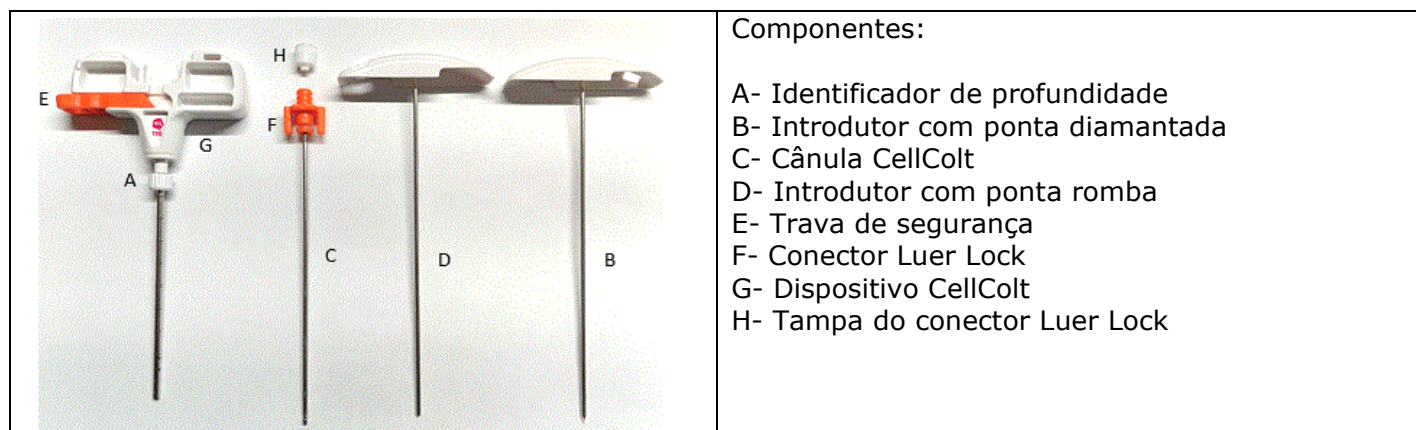 H
E
F
G
A
C
D
B
Componentes:
A- Identificador de profundidade
B- Introdutor com ponta diamantada
C- Cânula CellColt
D- Introdutor com ponta romba
E- Trava de segurança
F- Conector Luer Lock
G- Dispositivo CellColt
H- Tampa do conector Luer Lock